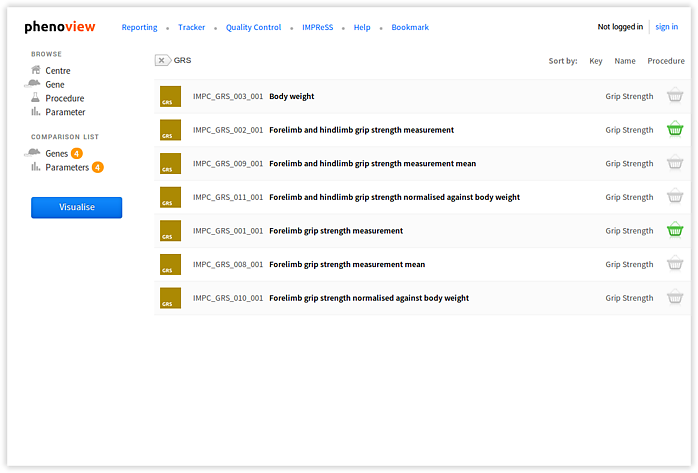 phenoview Reporting Tracker Quality Control IMPReSS Help Bookmark Not logged in sign in
BROWSE
Centre
Gene
Procedure
Parameter
COMPARISON LIST
Genes 4
Parameters 4
Visualise
GRS Sort by: Key Name Procedure
GRS IMPC_GRS_003_001 Body weight Grip Strength
GRS IMPC_GRS_002_001 Forelimb and hindlimb grip strength measurement Grip Strength
GRS IMPC_GRS_009_001 Forelimb and hindlimb grip strength measurement mean Grip Strength
GRS IMPC_GRS_011_001 Forelimb and hindlimb grip strength normalised against body weight Grip Strength
GRS IMPC_GRS_001_001 Forelimb grip strength measurement Grip Strength
GRS IMPC_GRS_008_001 Forelimb grip strength measurement mean Grip Strength
GRS IMPC_GRS_010_001 Forelimb grip strength normalised against body weight Grip Strength